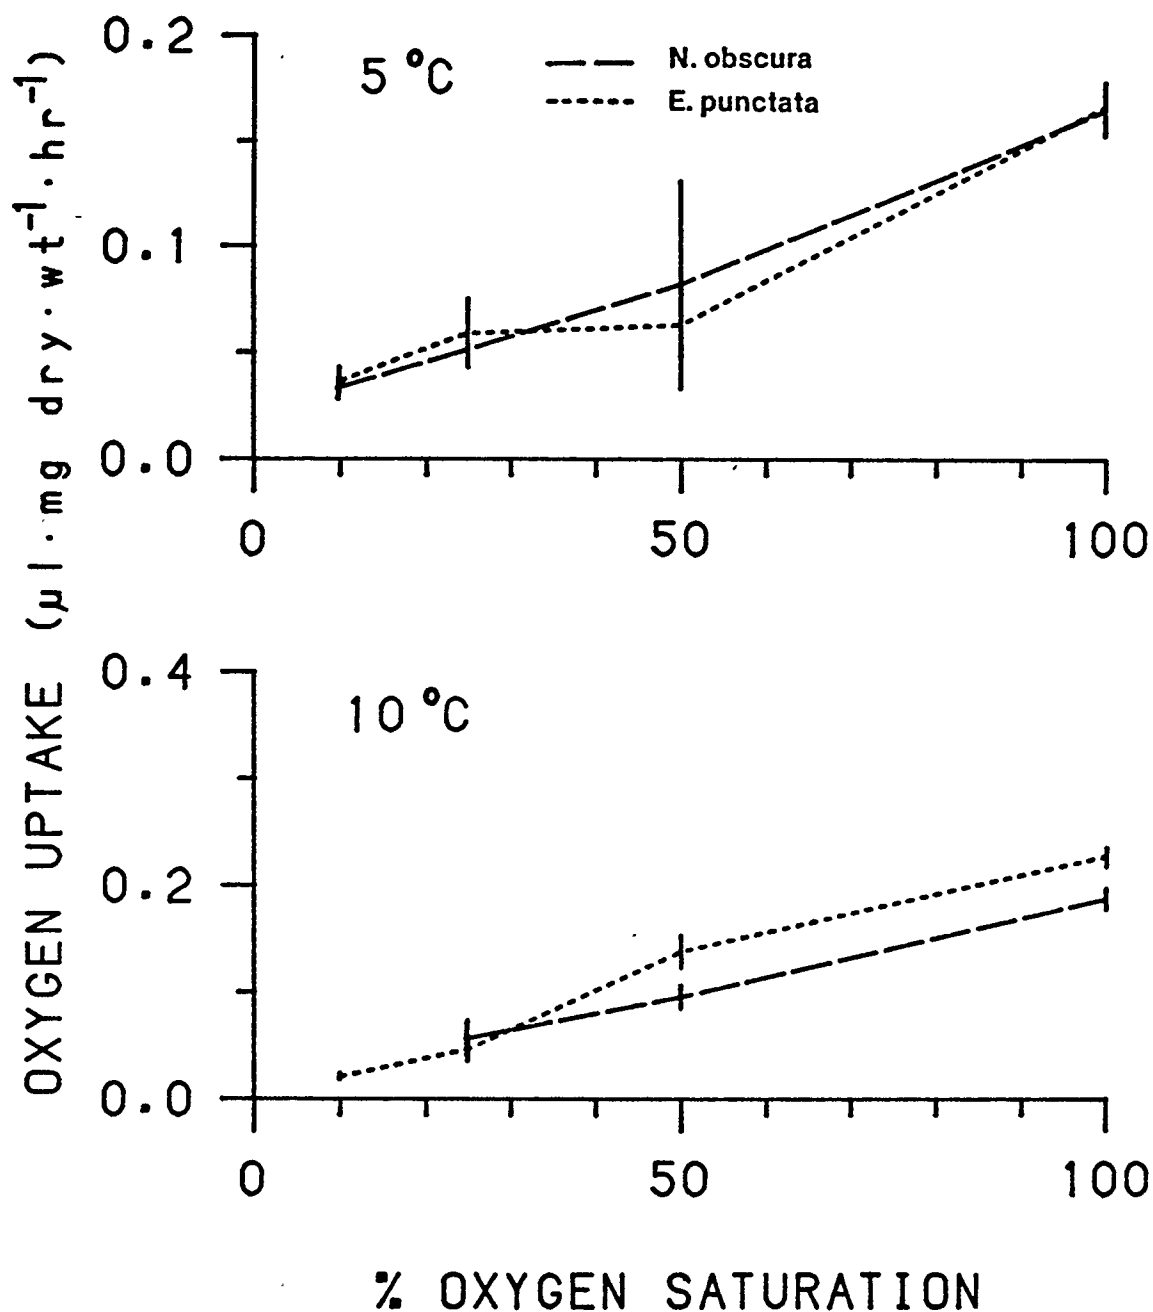 OXYGEN UPTAKE (μl·mg dry·wt⁻¹·hr⁻¹)
0.2
5 °C
N. obscura
E. punctata
0.1
0.0
0 50 100
0.4
10 °C
0.2
0.0
0 50 100
% OXYGEN SATURATION